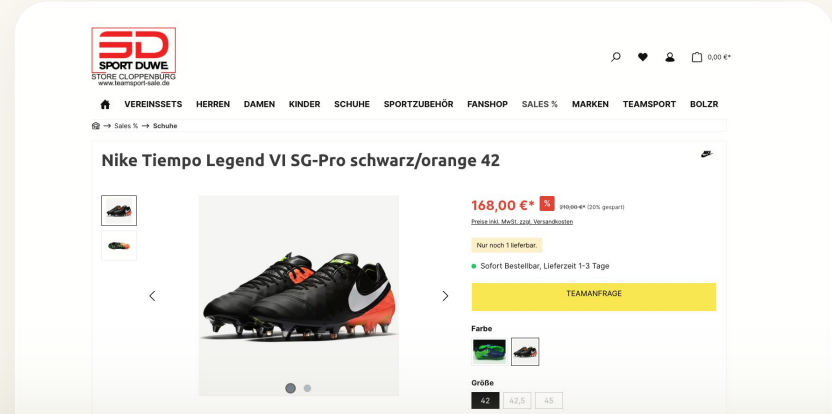 SD
SPORT DUWE
STORE CLOPPENBURG
www.teamsport-sale.de
0,00 €*
VEREINSSETS HERREN DAMEN KINDER SCHUHE SPORTZUBEHÖR FANSHOP SALES % MARKEN TEAMSPORT BOLZR
→ Sales % → Schuhe
Nike Tiempo Legend VI SG-Pro schwarz/orange 42
168,00 €* % 210,00 €* (20% gespart)
Preise inkl. MwSt. zzgl. Versandkosten
Nur noch 1 lieferbar.
Sofort Bestellbar, Lieferzeit 1-3 Tage
TEAMANFRAGE
Farbe
Größe
42 42,5 45